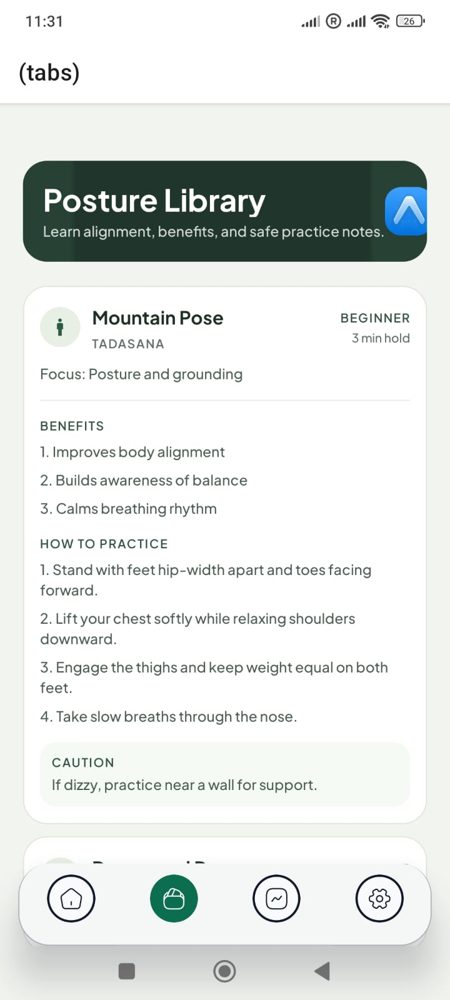 11:31
R
26
(tabs)
Posture Library
Learn alignment, benefits, and safe practice notes.
Mountain Pose
BEGINNER
TADASANA
3 min hold
Focus: Posture and grounding
BENEFITS
1. Improves body alignment
2. Builds awareness of balance
3. Calms breathing rhythm
HOW TO PRACTICE
1. Stand with feet hip-width apart and toes facing
forward.
2. Lift your chest softly while relaxing shoulders
downward.
3. Engage the thighs and keep weight equal on both
feet.
4. Take slow breaths through the nose.
CAUTION
If dizzy, practice near a wall for support.